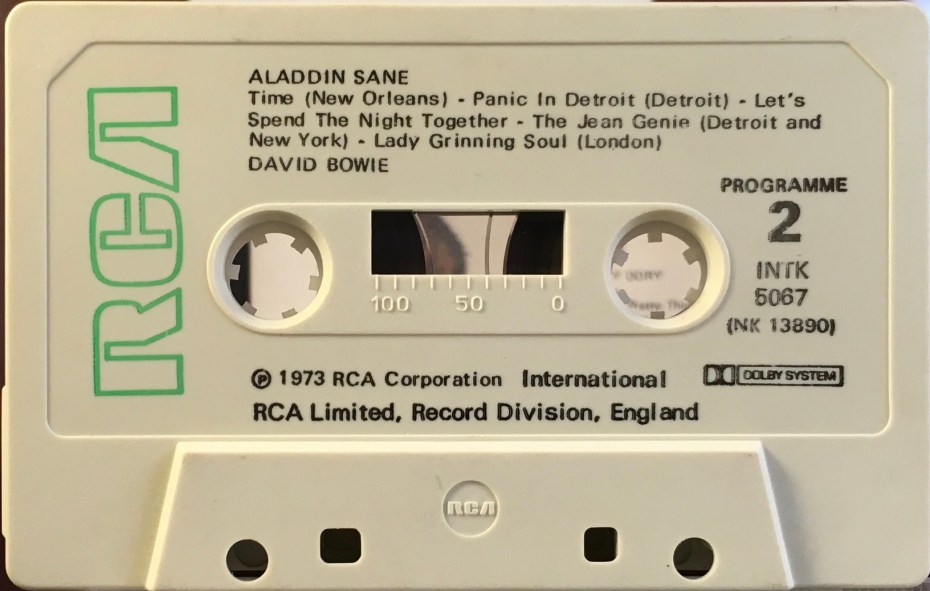 RCA
ALADDIN SANE
Time (New Orleans) - Panic In Detroit (Detroit) - Let's
Spend The Night Together - The Jean Genie (Detroit and
New York) - Lady Grinning Soul (London)
DAVID BOWIE
PROGRAMME
2
INTK
5067
(NK 13890)
100 50 0
℗ 1973 RCA Corporation International
DOLBY SYSTEM
RCA Limited, Record Division, England
RCA